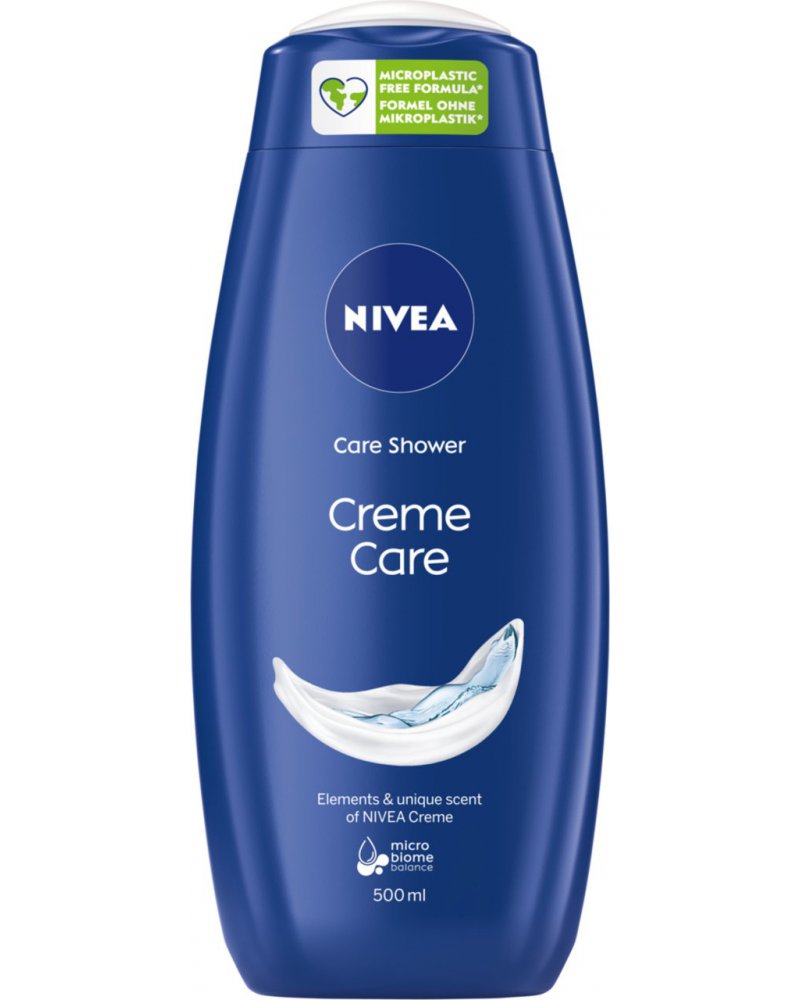 MICROPLASTIC
FREE FORMULA*
FORMEL OHNE
MIKROPLASTIK*
NIVEA
Care Shower
Creme
Care
Elements & unique scent
of NIVEA Creme
micro
biome
balance
500 ml